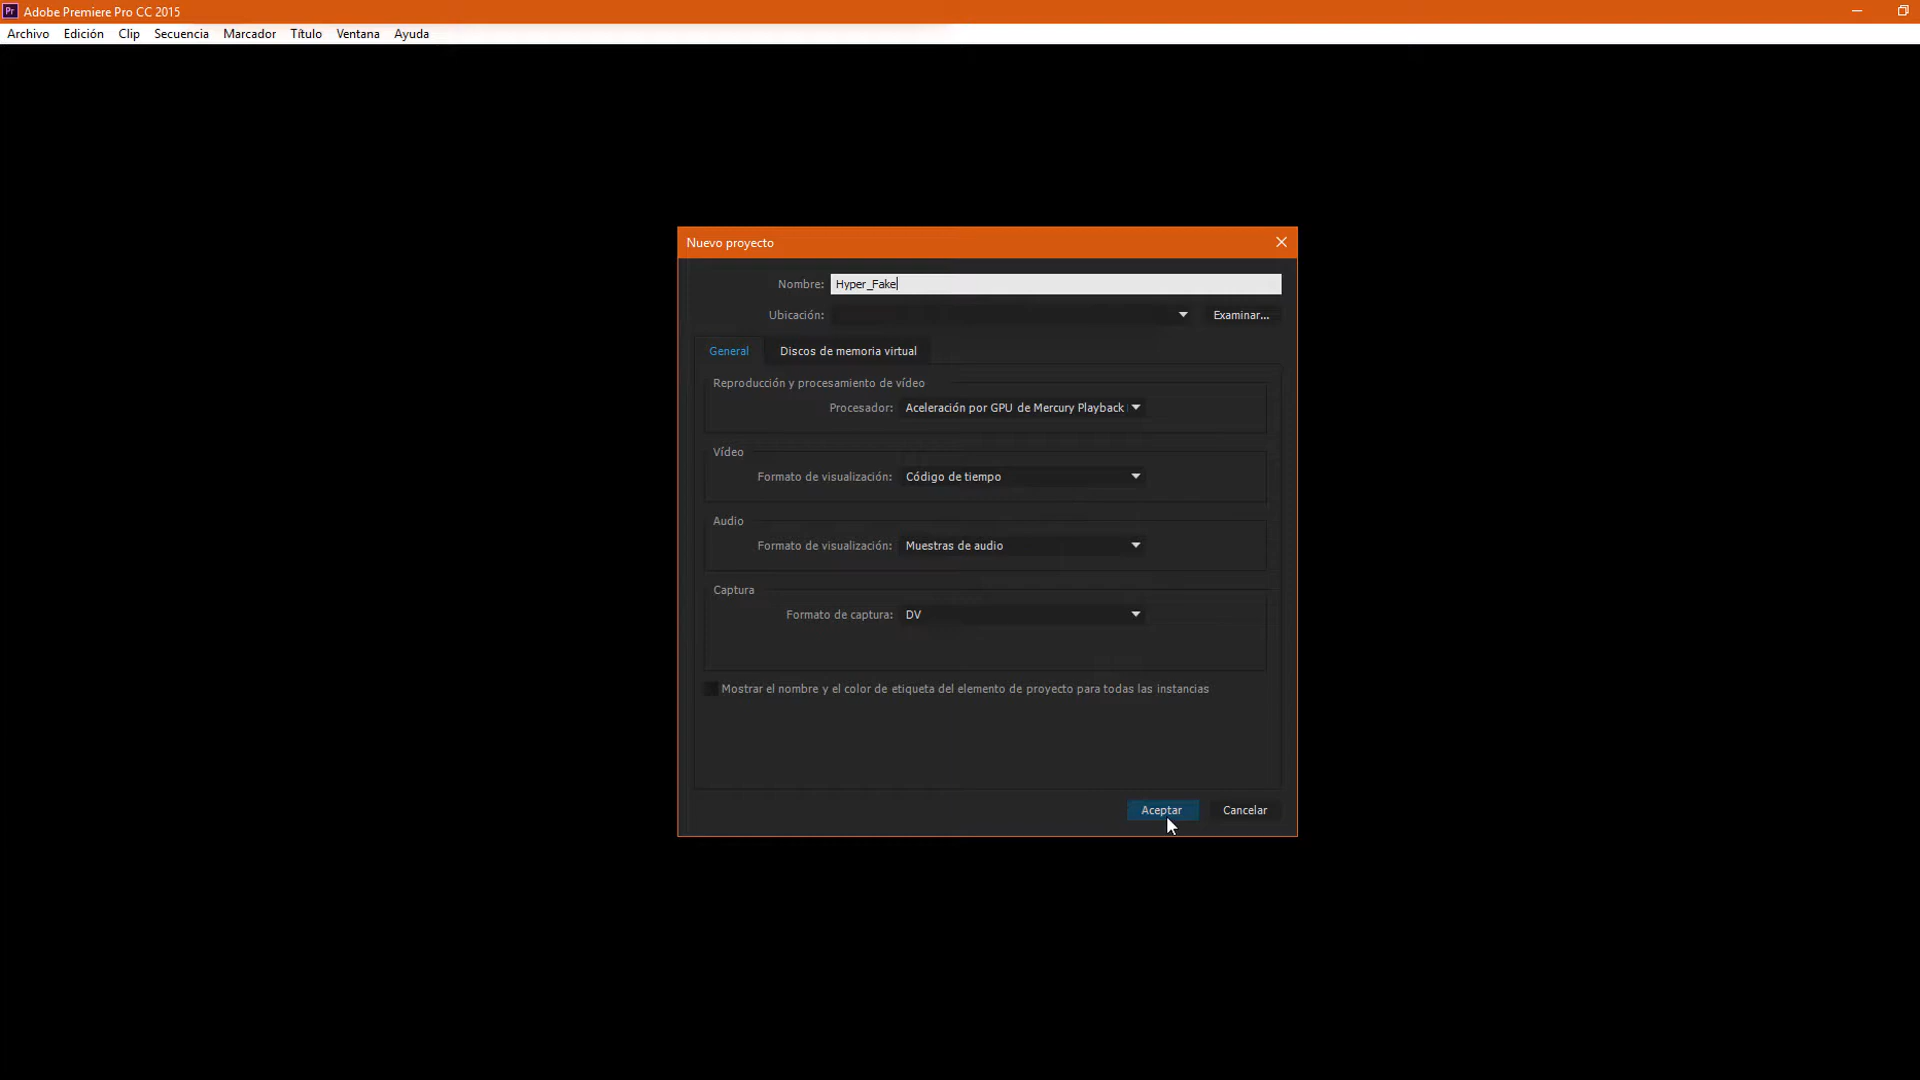 Pr Adobe Premiere Pro CC 2015
Archivo Edición Clip Secuencia Marcador Título Ventana Ayuda
Nuevo proyecto
Nombre: Hyper_Fake
Ubicación: Examinar...
General Discos de memoria virtual
Reproducción y procesamiento de vídeo
Procesador: Aceleración por GPU de Mercury Playback
Vídeo
Formato de visualización: Código de tiempo
Audio
Formato de visualización: Muestras de audio
Captura
Formato de captura: DV
Mostrar el nombre y el color de etiqueta del elemento de proyecto para todas las instancias
Aceptar Cancelar